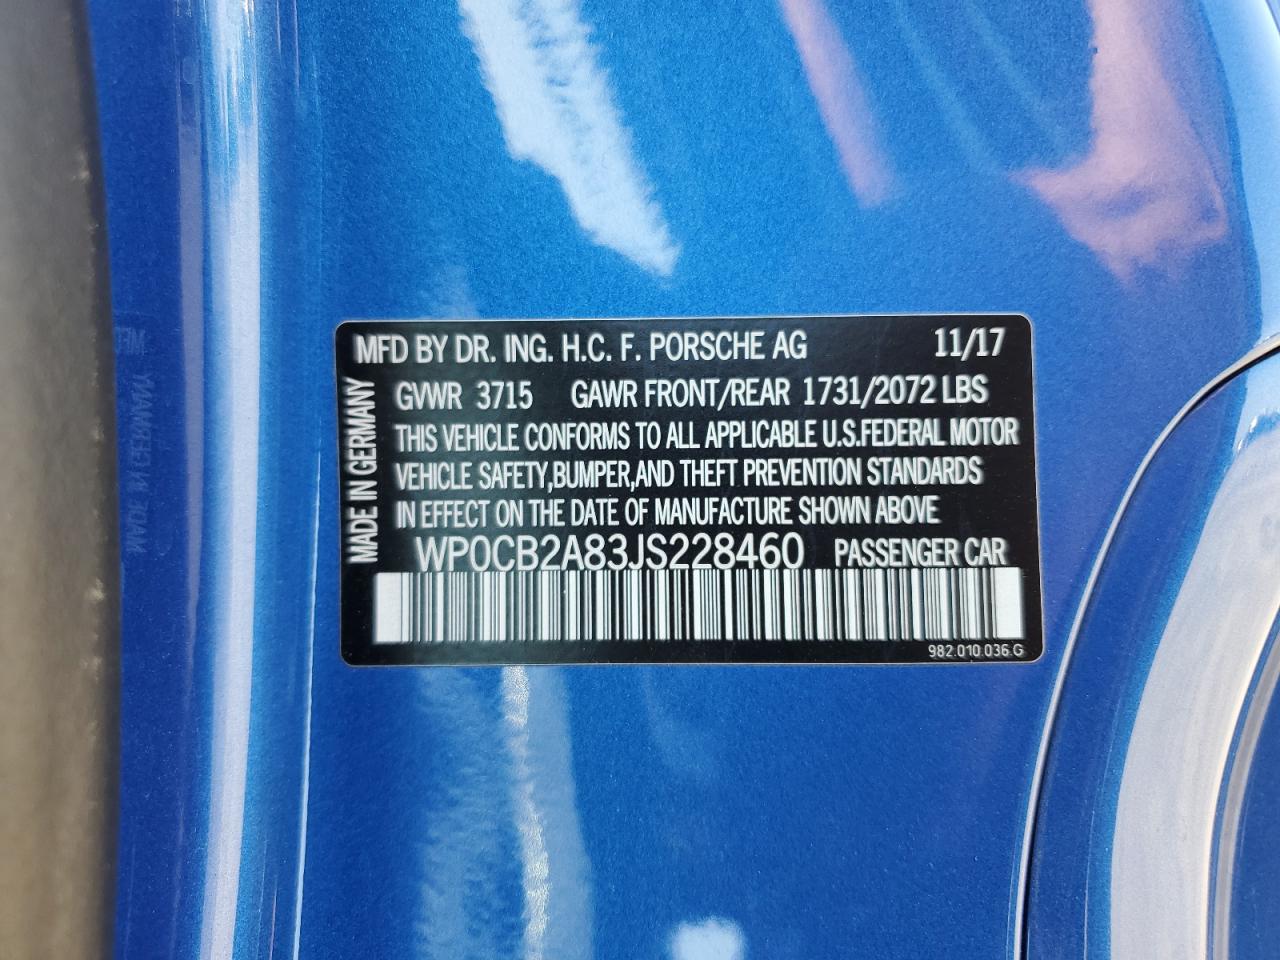 MFD BY DR. ING. H.C. F. PORSCHE AG 11/17
GVWR 3715 GAWR FRONT/REAR 1731/2072 LBS
THIS VEHICLE CONFORMS TO ALL APPLICABLE U.S.FEDERAL MOTOR
VEHICLE SAFETY,BUMPER,AND THEFT PREVENTION STANDARDS
IN EFFECT ON THE DATE OF MANUFACTURE SHOWN ABOVE
MADE IN GERMANY
WP0CB2A83JS228460 PASSENGER CAR
982.010.036.G